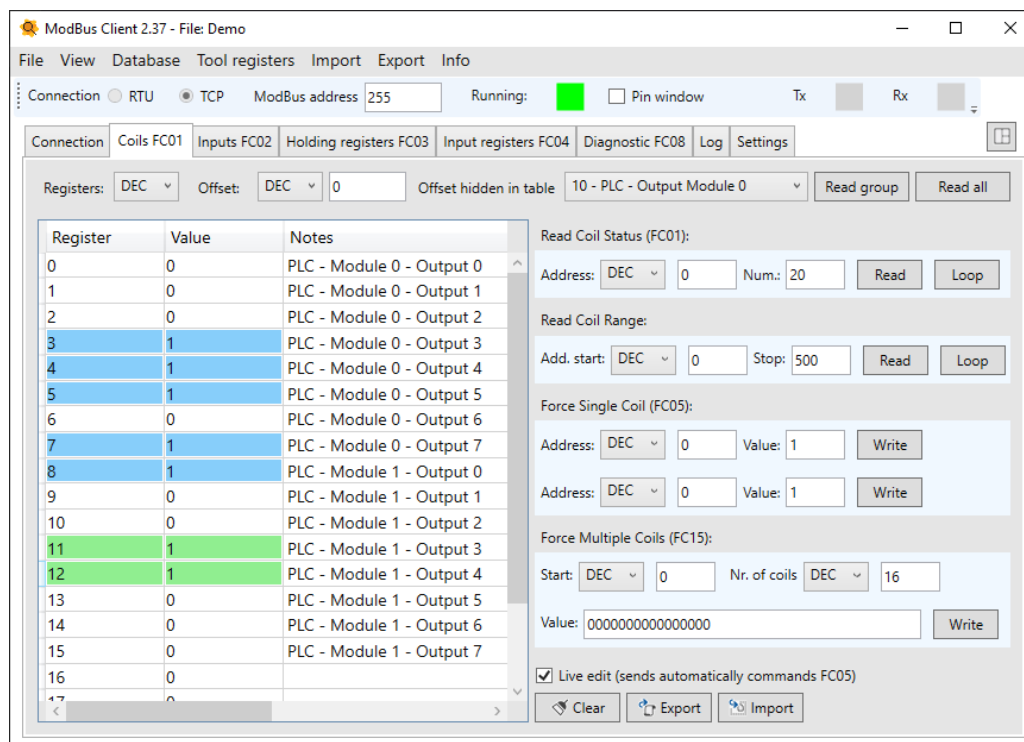 ModBus Client 2.37 - File: Demo
File View Database Tool registers Import Export Info
Connection RTU TCP ModBus address 255 Running: Pin window Tx Rx
Connection Coils FC01 Inputs FC02 Holding registers FC03 Input registers FC04 Diagnostic FC08 Log Settings
Registers: DEC Offset: DEC 0 Offset hidden in table 10 - PLC - Output Module 0 Read group Read all
Register Value Notes
0 0 PLC - Module 0 - Output 0
1 0 PLC - Module 0 - Output 1
2 0 PLC - Module 0 - Output 2
3 1 PLC - Module 0 - Output 3
4 1 PLC - Module 0 - Output 4
5 1 PLC - Module 0 - Output 5
6 0 PLC - Module 0 - Output 6
7 1 PLC - Module 0 - Output 7
8 1 PLC - Module 1 - Output 0
9 0 PLC - Module 1 - Output 1
10 0 PLC - Module 1 - Output 2
11 1 PLC - Module 1 - Output 3
12 1 PLC - Module 1 - Output 4
13 0 PLC - Module 1 - Output 5
14 0 PLC - Module 1 - Output 6
15 0 PLC - Module 1 - Output 7
16 0
17 0
Read Coil Status (FC01):
Address: DEC 0 Num.: 20 Read Loop
Read Coil Range:
Add. start: DEC 0 Stop: 500 Read Loop
Force Single Coil (FC05):
Address: DEC 0 Value: 1 Write
Address: DEC 0 Value: 1 Write
Force Multiple Coils (FC15):
Start: DEC 0 Nr. of coils DEC 16
Value: 0000000000000000 Write
Live edit (sends automatically commands FC05)
Clear Export Import